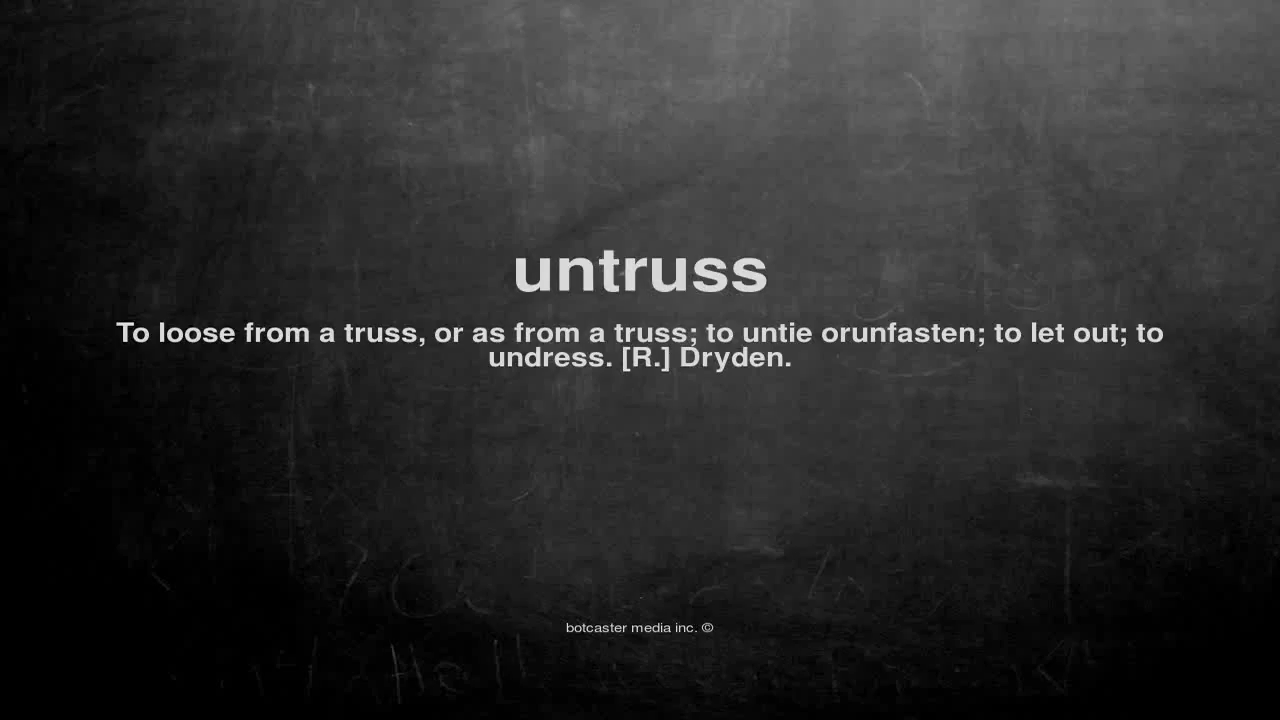 untruss
To loose from a truss, or as from a truss; to untie orunfasten; to let out; to
undress. [R.] Dryden.
botcaster media inc. ©